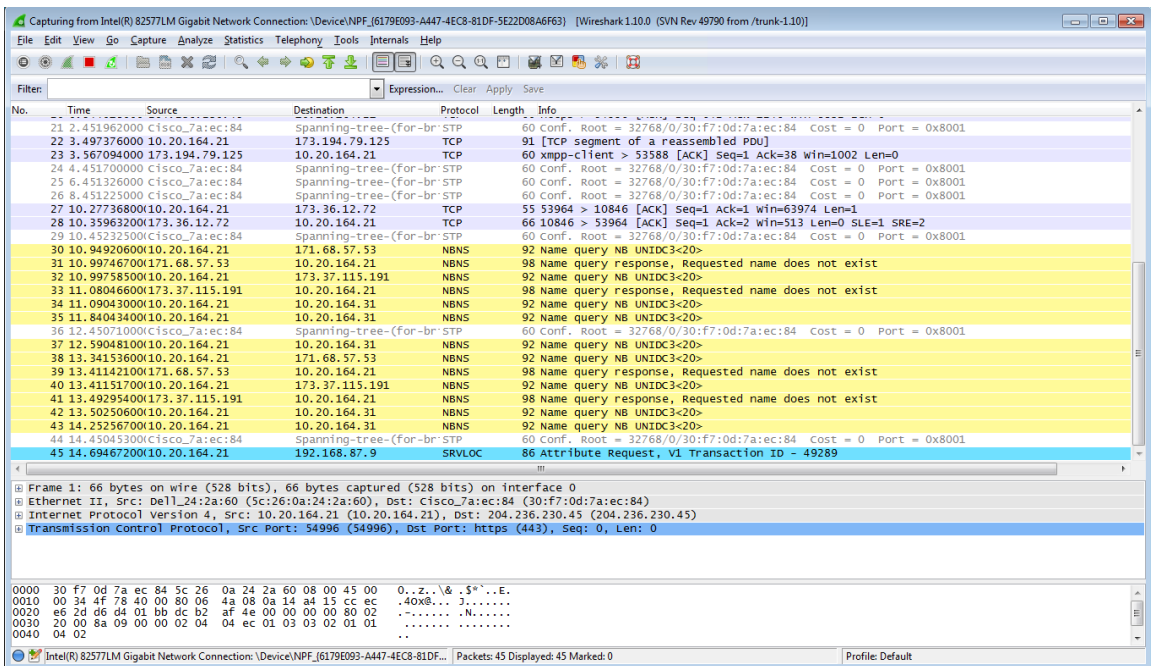 Capturing from Intel(R) 82577LM Gigabit Network Connection: \Device\NPF_{6179E093-A447-4EC8-81DF-5E22D08A6F63} [Wireshark 1.10.0 (SVN Rev 49790 from /trunk-1.10)]
File Edit View Go Capture Analyze Statistics Telephony Tools Internals Help
Filter: Expression... Clear Apply Save
No. Time Source Destination Protocol Length Info
21 2.451962000 Cisco_7a:ec:84 Spanning-tree-(for-br STP 60 Conf. Root = 32768/0/30:f7:0d:7a:ec:84 Cost = 0 Port = 0x8001
22 3.497376000 10.20.164.21 173.194.79.125 TCP 91 [TCP segment of a reassembled PDU]
23 3.567094000 173.194.79.125 10.20.164.21 TCP 60 xmpp-client > 53588 [ACK] Seq=1 Ack=38 Win=1002 Len=0
24 4.451700000 Cisco_7a:ec:84 Spanning-tree-(for-br STP 60 Conf. Root = 32768/0/30:f7:0d:7a:ec:84 Cost = 0 Port = 0x8001
25 6.451326000 Cisco_7a:ec:84 Spanning-tree-(for-br STP 60 Conf. Root = 32768/0/30:f7:0d:7a:ec:84 Cost = 0 Port = 0x8001
26 8.451225000 Cisco_7a:ec:84 Spanning-tree-(for-br STP 60 Conf. Root = 32768/0/30:f7:0d:7a:ec:84 Cost = 0 Port = 0x8001
27 10.27736800(10.20.164.21 173.36.12.72 TCP 55 53964 > 10846 [ACK] Seq=1 Ack=1 Win=63974 Len=1
28 10.35963200(173.36.12.72 10.20.164.21 TCP 66 10846 > 53964 [ACK] Seq=1 Ack=2 Win=513 Len=0 SLE=1 SRE=2
29 10.45232500(Cisco_7a:ec:84 Spanning-tree-(for-br STP 60 Conf. Root = 32768/0/30:f7:0d:7a:ec:84 Cost = 0 Port = 0x8001
30 10.94920600(10.20.164.21 171.68.57.53 NBNS 92 Name query NB UNIDC3<20>
31 10.99746700(171.68.57.53 10.20.164.21 NBNS 98 Name query response, Requested name does not exist
32 10.99758500(10.20.164.21 173.37.115.191 NBNS 92 Name query NB UNIDC3<20>
33 11.08046600(173.37.115.191 10.20.164.21 NBNS 98 Name query response, Requested name does not exist
34 11.09043000(10.20.164.21 10.20.164.31 NBNS 92 Name query NB UNIDC3<20>
35 11.84043400(10.20.164.21 10.20.164.31 NBNS 92 Name query NB UNIDC3<20>
36 12.45071000(Cisco_7a:ec:84 Spanning-tree-(for-br STP 60 Conf. Root = 32768/0/30:f7:0d:7a:ec:84 Cost = 0 Port = 0x8001
37 12.59048100(10.20.164.21 10.20.164.31 NBNS 92 Name query NB UNIDC3<20>
38 13.34153600(10.20.164.21 171.68.57.53 NBNS 92 Name query NB UNIDC3<20>
39 13.41142100(171.68.57.53 10.20.164.21 NBNS 98 Name query response, Requested name does not exist
40 13.41151700(10.20.164.21 173.37.115.191 NBNS 92 Name query NB UNIDC3<20>
41 13.49295400(173.37.115.191 10.20.164.21 NBNS 98 Name query response, Requested name does not exist
42 13.50250600(10.20.164.21 10.20.164.31 NBNS 92 Name query NB UNIDC3<20>
43 14.25256700(10.20.164.21 10.20.164.31 NBNS 92 Name query NB UNIDC3<20>
44 14.45045300(Cisco_7a:ec:84 Spanning-tree-(for-br STP 60 Conf. Root = 32768/0/30:f7:0d:7a:ec:84 Cost = 0 Port = 0x8001
45 14.69467200(10.20.164.21 192.168.87.9 SRVLOC 86 Attribute Request, V1 Transaction ID - 49289
Frame 1: 66 bytes on wire (528 bits), 66 bytes captured (528 bits) on interface 0
Ethernet II, Src: Dell_24:2a:60 (5c:26:0a:24:2a:60), Dst: Cisco_7a:ec:84 (30:f7:0d:7a:ec:84)
Internet Protocol Version 4, Src: 10.20.164.21 (10.20.164.21), Dst: 204.236.230.45 (204.236.230.45)
Transmission Control Protocol, Src Port: 54996 (54996), Dst Port: https (443), Seq: 0, Len: 0
0000 30 f7 0d 7a ec 84 5c 26 0a 24 2a 60 08 00 45 00 0..z..\& .$*`..E.
0010 00 34 4f 78 40 00 80 06 4a 08 0a 14 a4 15 cc ec .4Ox@... J.......
0020 e6 2d d6 d4 01 bb dc b2 af 4e 00 00 00 00 80 02 .-...... .N......
0030 20 00 8a 09 00 00 02 04 04 ec 01 03 03 02 01 01 ....... ........
0040 04 02 ..
Intel(R) 82577LM Gigabit Network Connection: \Device\NPF_{6179E093-A447-4EC8-81DF... Packets: 45 Displayed: 45 Marked: 0 Profile: Default